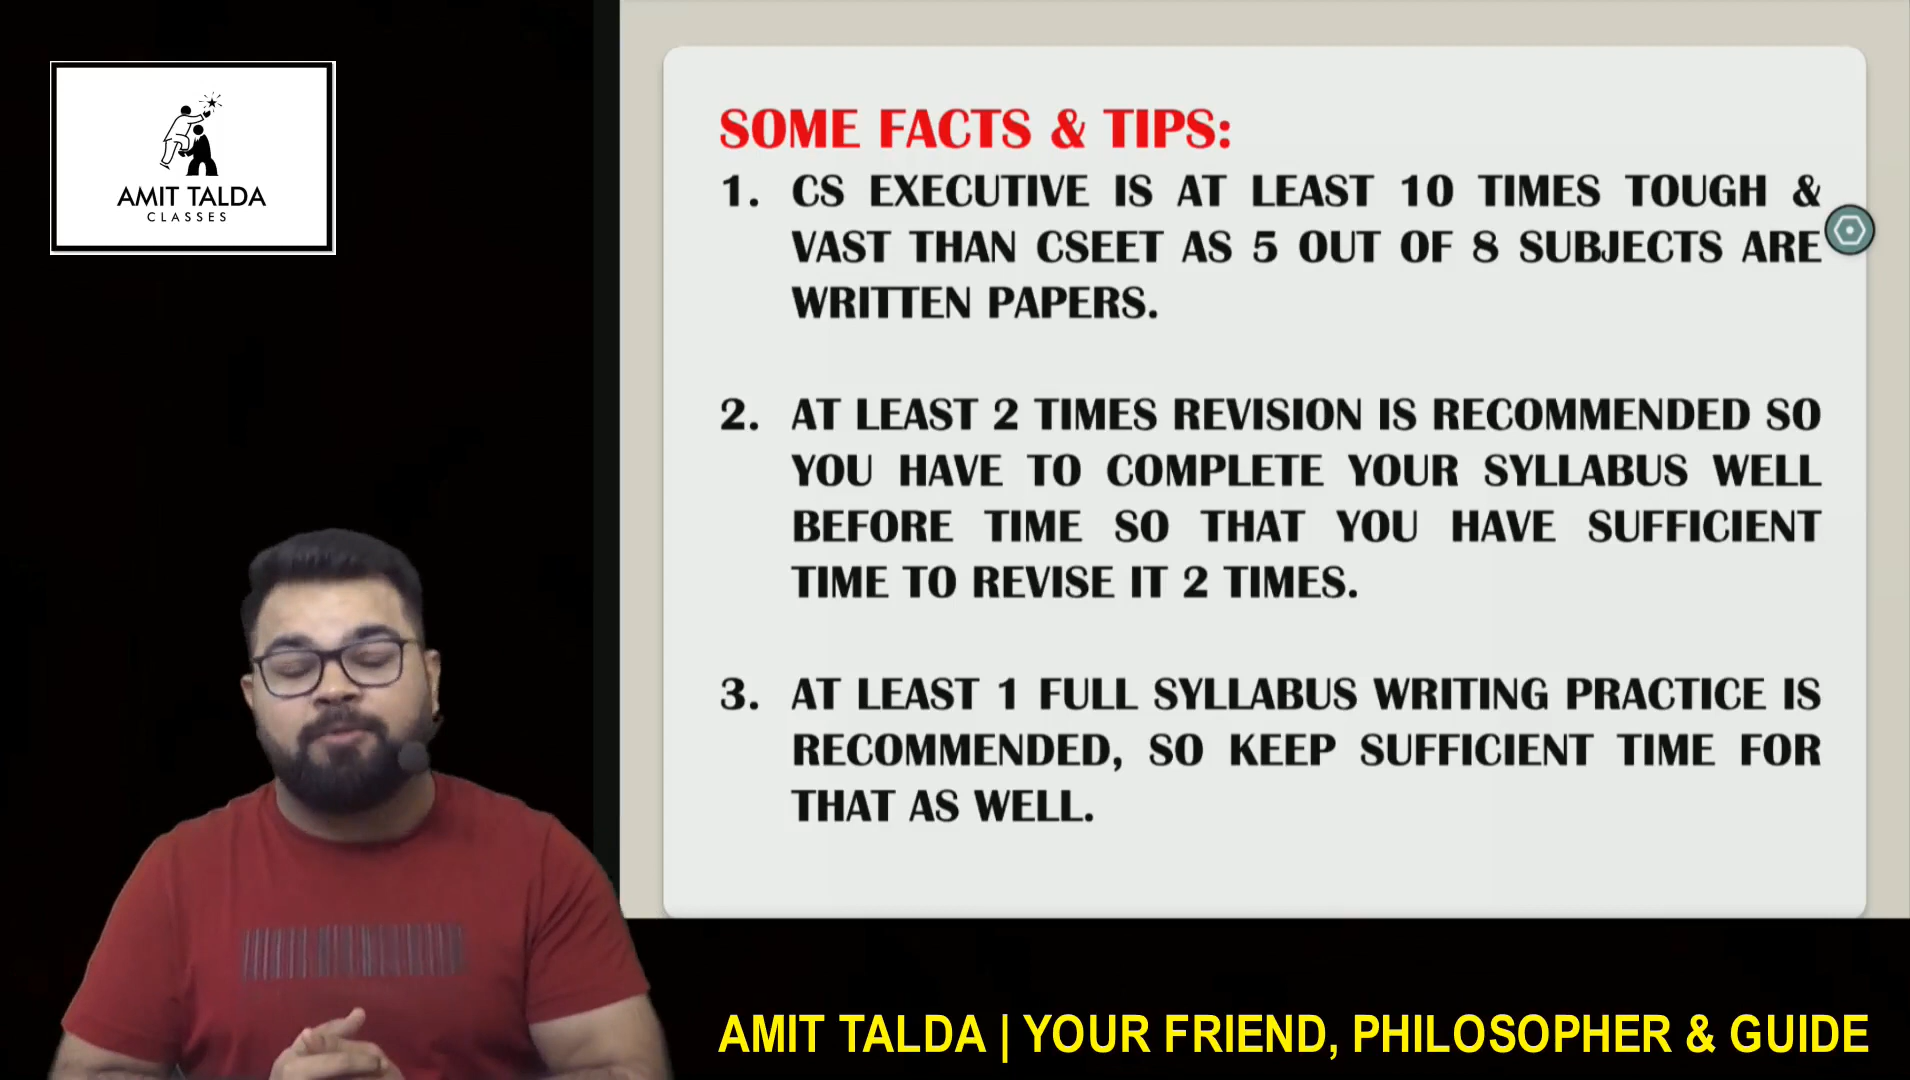 AMIT TALDA
CLASSES
SOME FACTS & TIPS:
1. CS EXECUTIVE IS AT LEAST 10 TIMES TOUGH &
VAST THAN CSEET AS 5 OUT OF 8 SUBJECTS ARE
WRITTEN PAPERS.
2. AT LEAST 2 TIMES REVISION IS RECOMMENDED SO
YOU HAVE TO COMPLETE YOUR SYLLABUS WELL
BEFORE TIME SO THAT YOU HAVE SUFFICIENT
TIME TO REVISE IT 2 TIMES.
3. AT LEAST 1 FULL SYLLABUS WRITING PRACTICE IS
RECOMMENDED, SO KEEP SUFFICIENT TIME FOR
THAT AS WELL.
AMIT TALDA | YOUR FRIEND, PHILOSOPHER & GUIDE